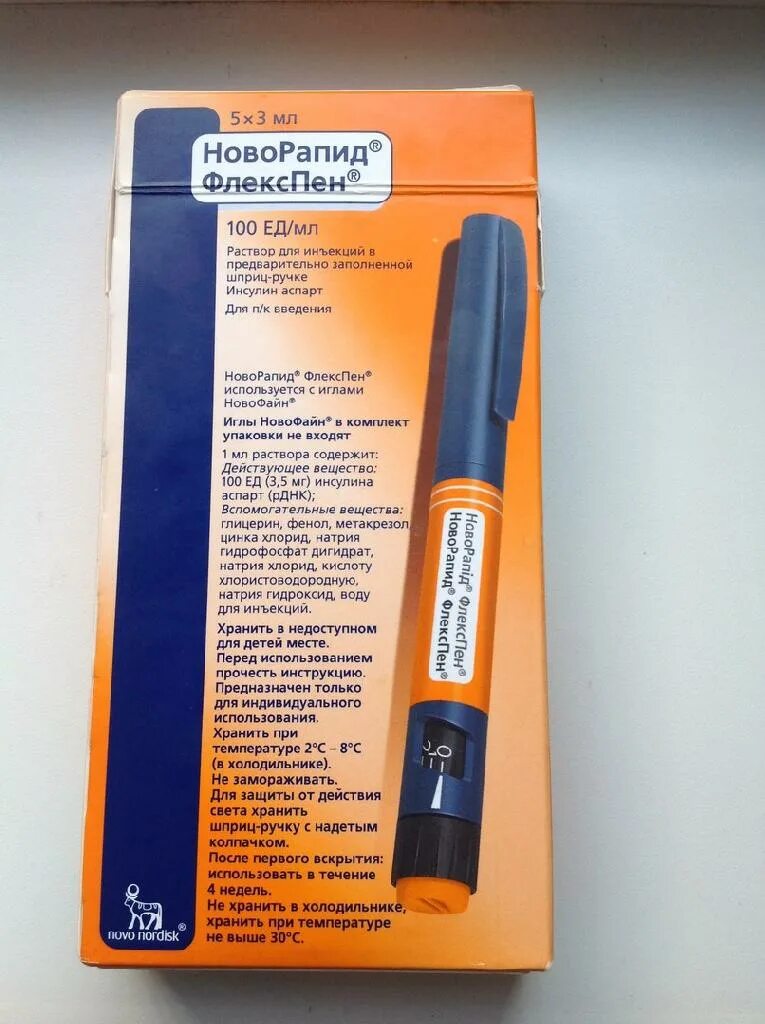 5×3 мл
НовоРапид®
ФлексПен®
100 ЕД/мл
Раствор для инъекций в
предварительно заполненной
шприц-ручке
Инсулин аспарт
Для п/к введения
НовоРапид® ФлексПен®
используется с иглами
НовоФайн®
Иглы НовоФайн® в комплект
упаковки не входят
1 мл раствора содержит:
Действующее вещество:
100 ЕД (3,5 мг) инсулина
аспарт (рДНК);
Вспомогательные вещества:
глицерин, фенол, метакрезол,
цинка хлорид, натрия
гидрофосфат дигидрат,
натрия хлорид, кислоту
хлористоводородную,
натрия гидроксид, воду
для инъекций.
Хранить в недоступном
для детей месте.
Перед использованием
прочесть инструкцию.
Предназначен только
для индивидуального
использования.
Хранить при
температуре 2°C – 8°C
(в холодильнике).
Не замораживать.
Для защиты от действия
света хранить
шприц-ручку с надетым
колпачком.
После первого вскрытия:
использовать в течение
4 недель.
Не хранить в холодильнике,
хранить при температуре
не выше 30°C.
НовоРапід® ФлексПен®
НовоРапид® ФлексПен®
0
novo nordisk®